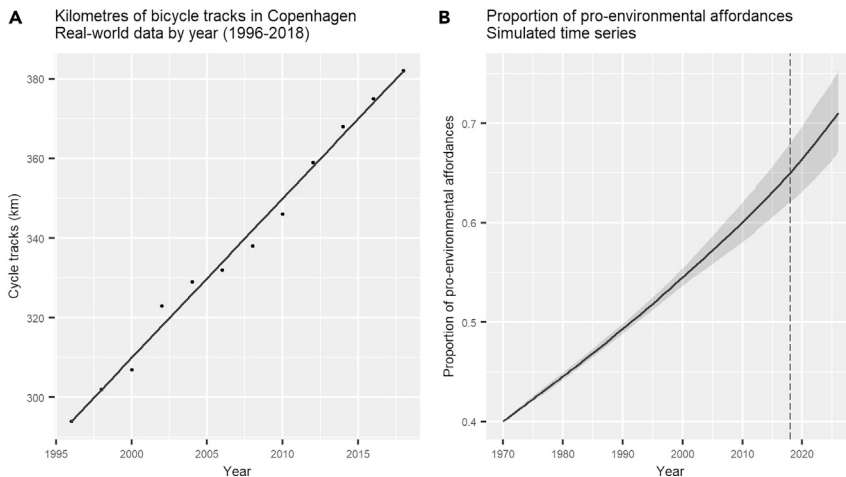 A
Kilometres of bicycle tracks in Copenhagen
Real-world data by year (1996-2018)
Cycle tracks (km)
380
360
340
320
300
1995
2000
2005
2010
2015
Year
B
Proportion of pro-environmental affordances
Simulated time series
Proportion of pro-environmental affordances
0.7
0.6
0.5
0.4
1970
1980
1990
2000
2010
2020
Year